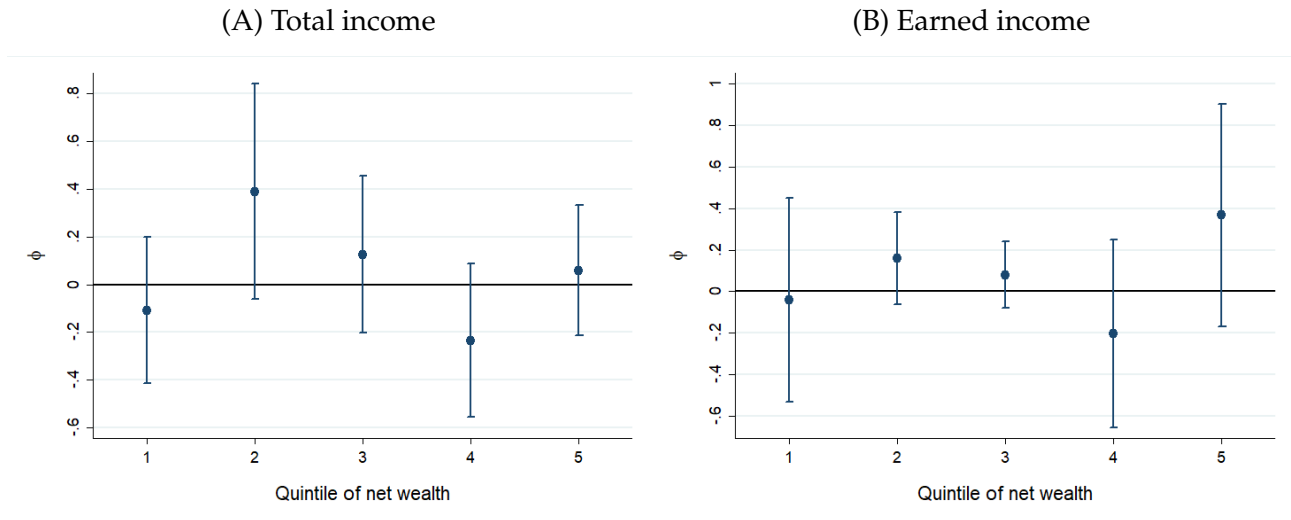 (A) Total income
.8
.6
.4
.2
0
-.2
-.4
-.6
ϕ
1 2 3 4 5
Quintile of net wealth
(B) Earned income
1
.8
.6
.4
.2
0
-.2
-.4
-.6
ϕ
1 2 3 4 5
Quintile of net wealth